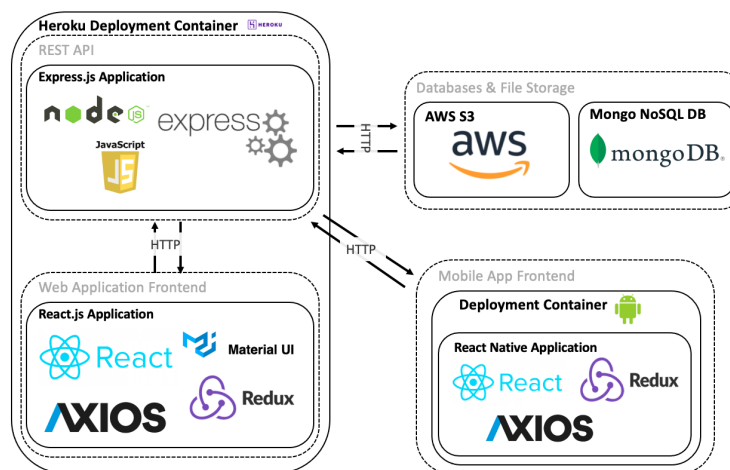 Heroku Deployment Container HEROKU
REST API
Express.js Application
node JS
express
JavaScript
JS
HTTP
Databases & File Storage
AWS S3
aws
Mongo NoSQL DB
mongoDB®
HTTP
HTTP
Web Application Frontend
React.js Application
React
Material UI
AXIOS
Redux
Mobile App Frontend
Deployment Container
React Native Application
React
Redux
AXIOS